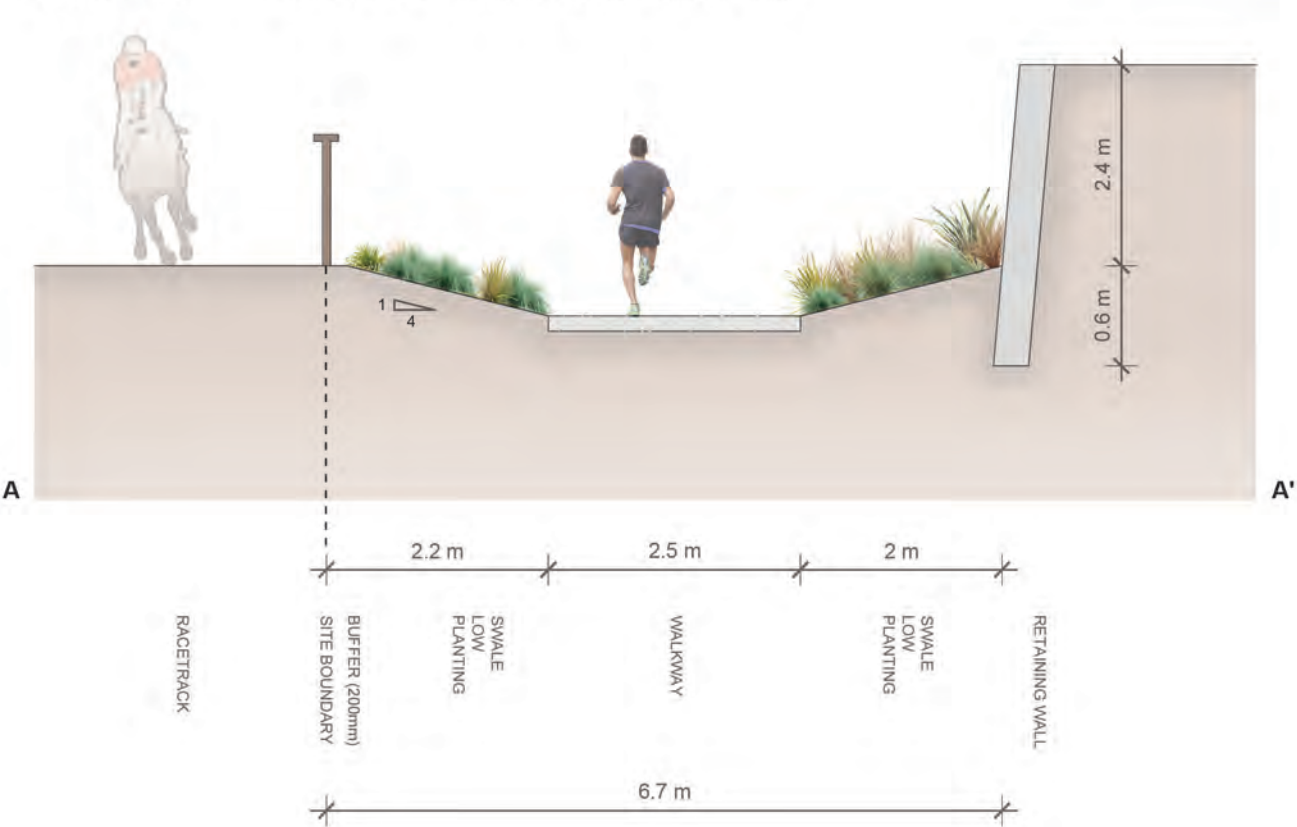 2.4 m
0.6 m
1
4
A
A'
2.2 m
2.5 m
2 m
RACETRACK
SITE BOUNDARY
BUFFER (200mm)
SWALE
LOW
PLANTING
WALKWAY
SWALE
LOW
PLANTING
RETAINING WALL
6.7 m